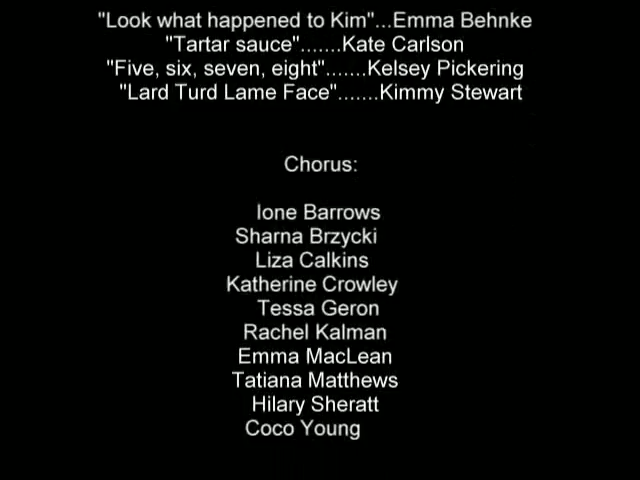 "Look what happened to Kim"...Emma Behnke
"Tartar sauce".......Kate Carlson
"Five, six, seven, eight".......Kelsey Pickering
"Lard Turd Lame Face".......Kimmy Stewart
Chorus:
Ione Barrows
Sharna Brzycki
Liza Calkins
Katherine Crowley
Tessa Geron
Rachel Kalman
Emma MacLean
Tatiana Matthews
Hilary Sheratt
Coco Young